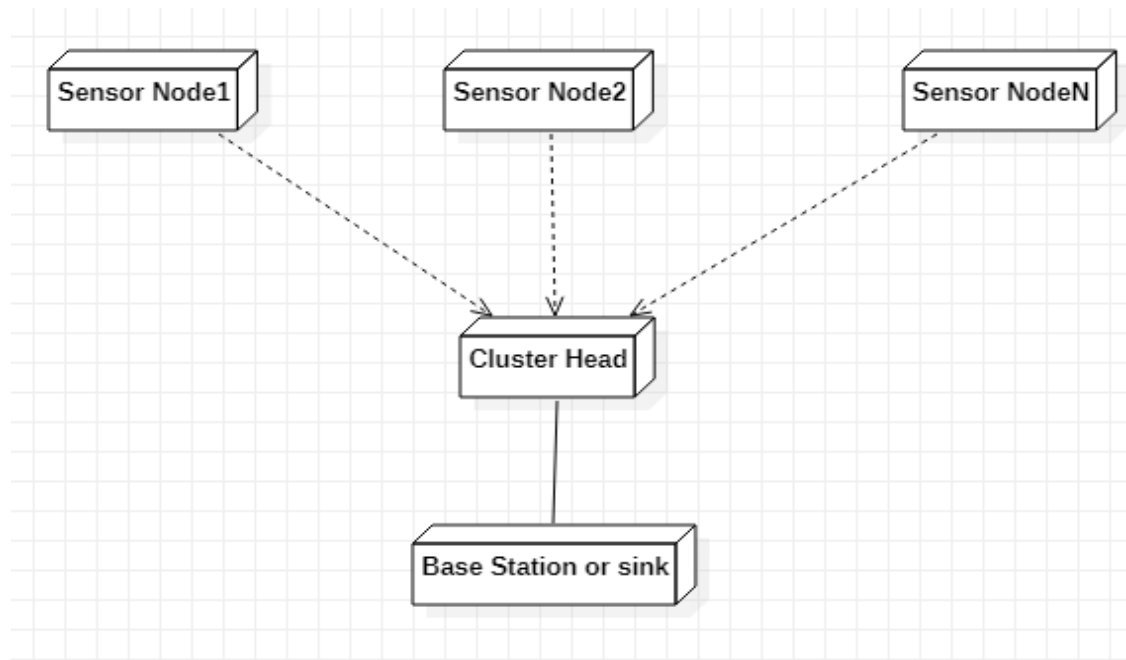 Sensor Node1
Sensor Node2
Sensor NodeN
Cluster Head
Base Station or sink